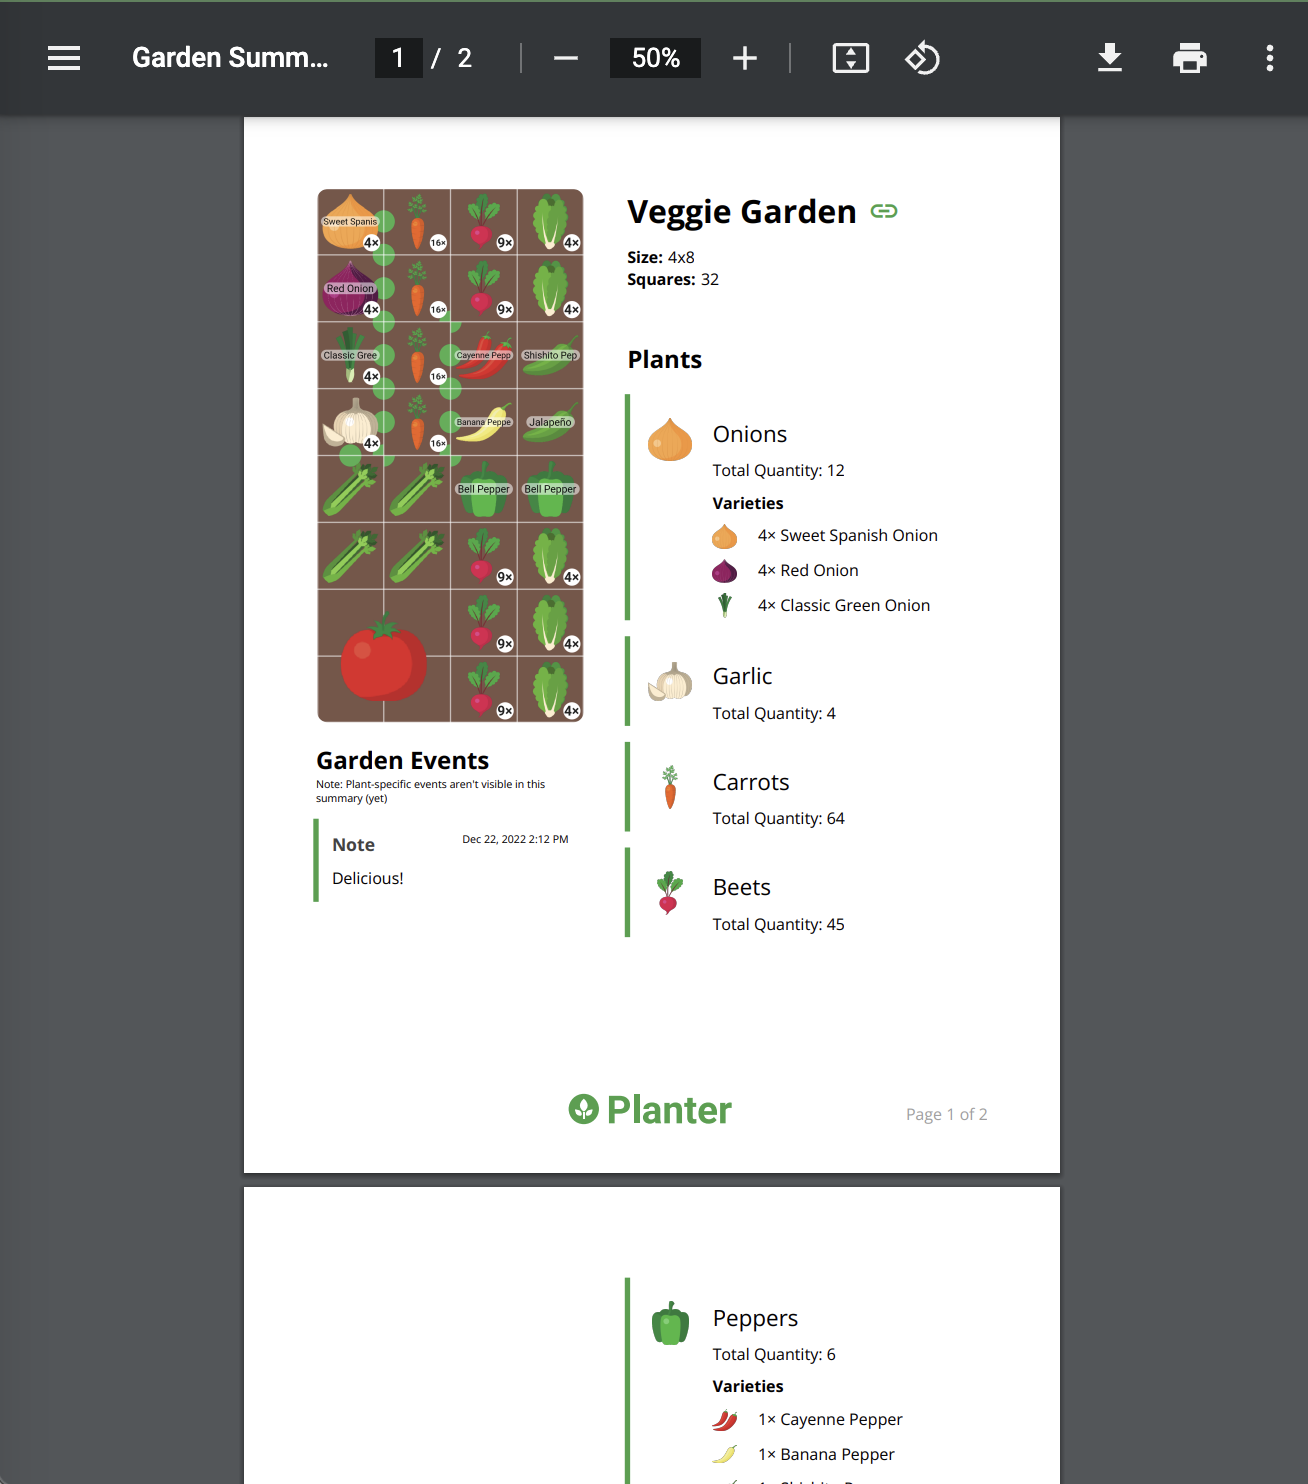 Garden Summ...
1 / 2
50%
Sweet Spanis
4×
16×
9×
4×
Red Onion
4×
16×
9×
4×
Classic Gree
4×
16×
Cayenne Pepp
Shishito Pep
4×
16×
Banana Peppe
Jalapeño
Bell Pepper
Bell Pepper
9×
4×
9×
4×
9×
4×
Garden Events
Note: Plant-specific events aren't visible in this
summary (yet)
Note
Dec 22, 2022 2:12 PM
Delicious!
Veggie Garden
Size: 4x8
Squares: 32
Plants
Onions
Total Quantity: 12
Varieties
4× Sweet Spanish Onion
4× Red Onion
4× Classic Green Onion
Garlic
Total Quantity: 4
Carrots
Total Quantity: 64
Beets
Total Quantity: 45
Planter
Page 1 of 2
Peppers
Total Quantity: 6
Varieties
1× Cayenne Pepper
1× Banana Pepper